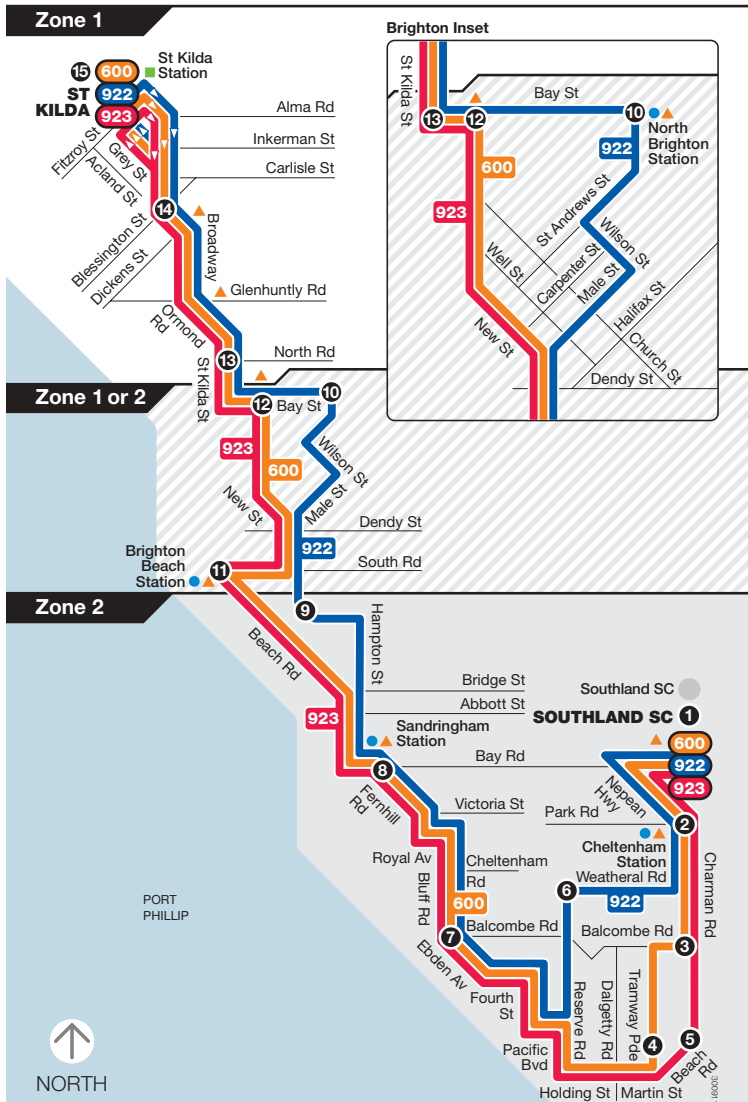 Zone 1
15
600
922
923
ST
KILDA
St Kilda
Station
Alma Rd
Inkerman St
Carlisle St
Fitzroy St
Grey St
Acland St
14
Blessington St
Dickens St
Broadway
Glenhuntly Rd
Ormond
Rd
St Kilda St
13
North Rd
Brighton Inset
St Kilda St
Bay St
13
12
10
North
Brighton
Station
922
600
923
St Andrews St
Wilson St
Well St
Carpenter St
Male St
Halifax St
New St
Church St
Dendy St
Zone 1 or 2
12
Bay St
10
923
600
Wilson St
Male St
New St
Dendy St
922
South Rd
Brighton
Beach
Station
11
Zone 2
9
Beach Rd
Hampton St
Bridge St
Abbott St
Southland SC
SOUTHLAND SC
1
600
922
923
923
Sandringham
Station
Bay Rd
8
Nepean
Hwy
Fernhill
Rd
Victoria St
Park Rd
2
Cheltenham
Station
Weatheral Rd
Royal Av
Cheltenham
Rd
Bluff Rd
6
922
Charman Rd
600
7
Balcombe Rd
Balcombe Rd
3
Ebden Av
Fourth
St
Reserve Rd
Dalgetty Rd
Tramway Pde
4
5
Pacific
Bvd
Beach
Rd
Holding St
Martin St
PORT
PHILLIP
NORTH